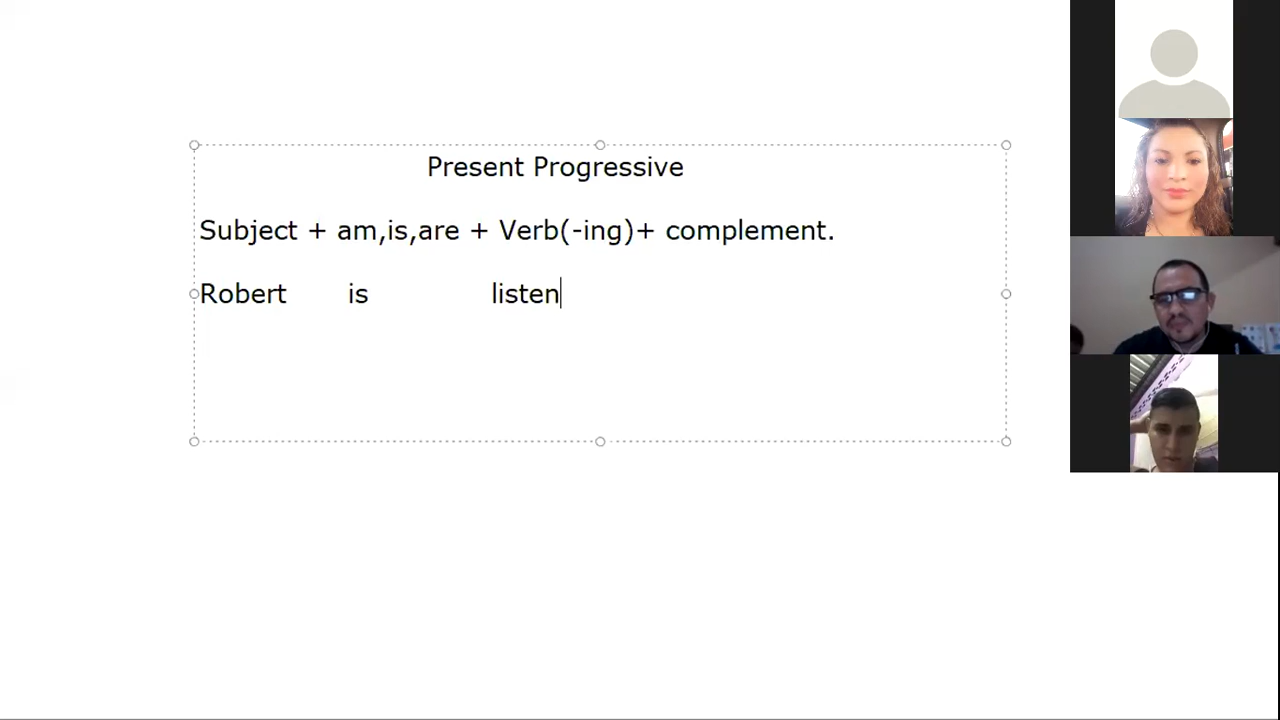 Present Progressive
Subject + am,is,are + Verb(-ing)+ complement.
Robert is listen